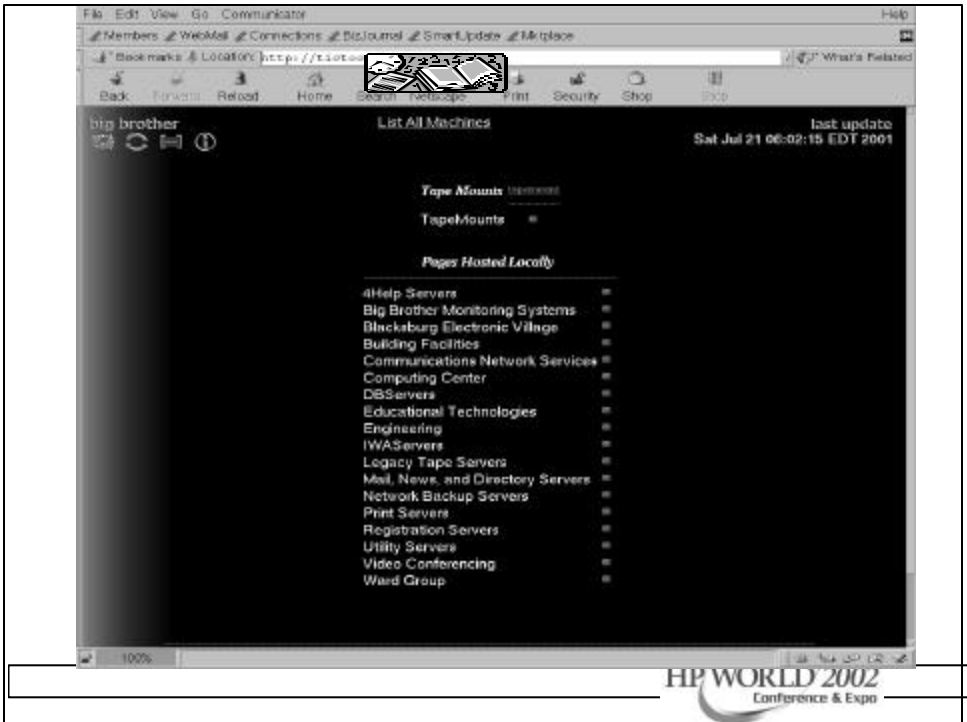 File Edit View Go Communicator Help
Members WebMail Connections BizJournal SmartUpdate Mktplace
Bookmarks Location: http:// What's Related
Back Forward Reload Home Search Netscape Print Security Shop Stop
big brother
List All Machines
last update
Sat Jul 21 06:02:15 EDT 2001
Tape Mounts
TapeMounts
Pages Hosted Locally
4Help Servers
Big Brother Monitoring Systems
Blacksburg Electronic Village
Building Facilities
Communications Network Services
Computing Center
DBServers
Educational Technologies
Engineering
IWAServers
Legacy Tape Servers
Mail, News, and Directory Servers
Network Backup Servers
Print Servers
Registration Servers
Utility Servers
Video Conferencing
Ward Group
100%
HP WORLD 2002
Conference & Expo